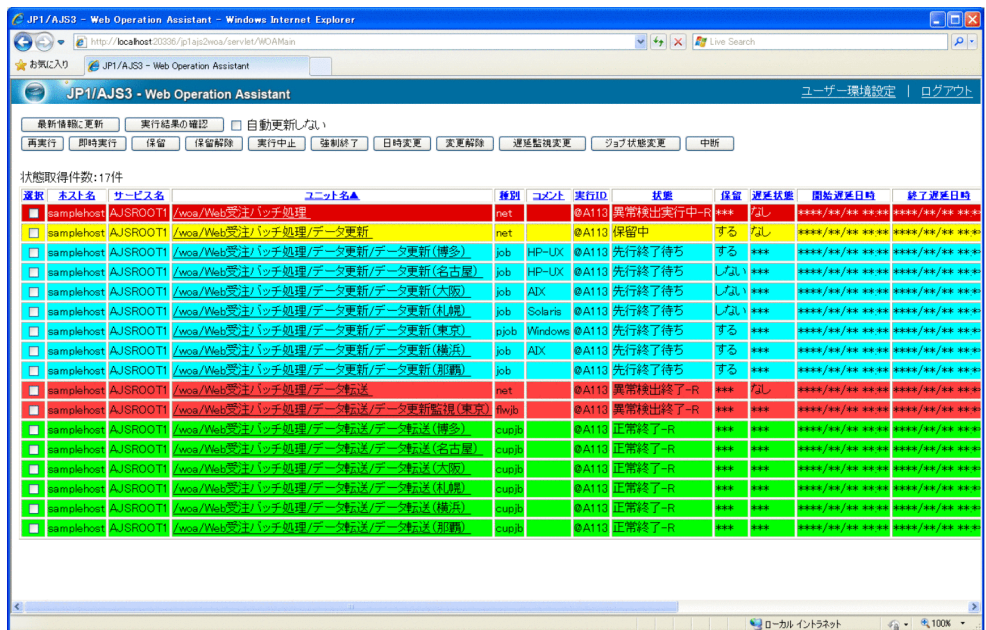 JP1/AJS3 - Web Operation Assistant - Windows Internet Explorer
http://localhost:20336/jp1ajs2woa/servlet/WOAMain
Live Search
お気に入り JP1/AJS3 - Web Operation Assistant
JP1/AJS3 - Web Operation Assistant ユーザー環境設定 | ログアウト
最新情報に更新 実行結果の確認 自動更新しない
再実行 即時実行 保留 保留解除 実行中止 強制終了 日時変更 変更解除 遅延監視変更 ジョブ状態変更 中断
状態取得件数:17件
選択 ホスト名 サービス名 ユニット名▲ 種別 コメント 実行ID 状態 保留 遅延状態 開始遅延日時 終了遅延日時
samplehost AJSROOT1 /woa/Web受注バッチ処理 net @A113 異常検出実行中-R *** なし ****/**/** **:** ****/**/** **:*
samplehost AJSROOT1 /woa/Web受注バッチ処理/データ更新 net @A113 保留中 する なし ****/**/** **:** ****/**/** **:*
samplehost AJSROOT1 /woa/Web受注バッチ処理/データ更新/データ更新(博多) job HP-UX @A113 先行終了待ち する *** ****/**/** **:** ****/**/** **:*
samplehost AJSROOT1 /woa/Web受注バッチ処理/データ更新/データ更新(名古屋) job HP-UX @A113 先行終了待ち しない *** ****/**/** **:** ****/**/** **:*
samplehost AJSROOT1 /woa/Web受注バッチ処理/データ更新/データ更新(大阪) job AIX @A113 先行終了待ち しない *** ****/**/** **:** ****/**/** **:*
samplehost AJSROOT1 /woa/Web受注バッチ処理/データ更新/データ更新(札幌) job Solaris @A113 先行終了待ち しない *** ****/**/** **:** ****/**/** **:*
samplehost AJSROOT1 /woa/Web受注バッチ処理/データ更新/データ更新(東京) pjob Windows @A113 先行終了待ち する *** ****/**/** **:** ****/**/** **:*
samplehost AJSROOT1 /woa/Web受注バッチ処理/データ更新/データ更新(横浜) job AIX @A113 先行終了待ち する *** ****/**/** **:** ****/**/** **:*
samplehost AJSROOT1 /woa/Web受注バッチ処理/データ更新/データ更新(那覇) job @A113 先行終了待ち する *** ****/**/** **:** ****/**/** **:*
samplehost AJSROOT1 /woa/Web受注バッチ処理/データ転送 net @A113 異常検出終了-R *** なし ****/**/** **:** ****/**/** **:*
samplehost AJSROOT1 /woa/Web受注バッチ処理/データ転送/データ更新監視(東京) flwjb @A113 異常検出終了-R *** *** ****/**/** **:** ****/**/** **:*
samplehost AJSROOT1 /woa/Web受注バッチ処理/データ転送/データ転送(博多) cupjb @A113 正常終了-R *** *** ****/**/** **:** ****/**/** **:*
samplehost AJSROOT1 /woa/Web受注バッチ処理/データ転送/データ転送(名古屋) cupjb @A113 正常終了-R *** *** ****/**/** **:** ****/**/** **:*
samplehost AJSROOT1 /woa/Web受注バッチ処理/データ転送/データ転送(大阪) cupjb @A113 正常終了-R *** *** ****/**/** **:** ****/**/** **:*
samplehost AJSROOT1 /woa/Web受注バッチ処理/データ転送/データ転送(札幌) cupjb @A113 正常終了-R *** *** ****/**/** **:** ****/**/** **:*
samplehost AJSROOT1 /woa/Web受注バッチ処理/データ転送/データ転送(横浜) cupjb @A113 正常終了-R *** *** ****/**/** **:** ****/**/** **:*
samplehost AJSROOT1 /woa/Web受注バッチ処理/データ転送/データ転送(那覇) cupjb @A113 正常終了-R *** *** ****/**/** **:** ****/**/** **:*
ローカル イントラネット 100%